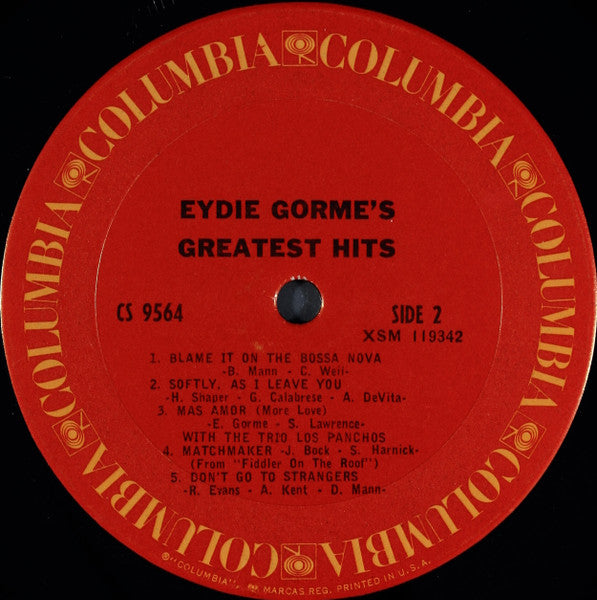 COLUMBIA COLUMBIA COLUMBIA COLUMBIA COLUMBIA COLUMBIA
EYDIE GORME'S
GREATEST HITS
CS 9564
SIDE 2
XSM 119342
1. BLAME IT ON THE BOSSA NOVA
-B. Mann- C. Weil-
2. SOFTLY, AS I LEAVE YOU
-H. Shaper - G. Calabrese - A. DeVita-
3. MAS AMOR (More Love)
-E. Gorme - S. Lawrence-
WITH THE TRIO LOS PANCHOS
4. MATCHMAKER -J. Bock - S. Harnick-
(From "Fiddler On The Roof")
5. DON'T GO TO STRANGERS
-R. Evans - A. Kent - D. Mann-
®"COLUMBIA", MARCAS REG. PRINTED IN U.S.A.